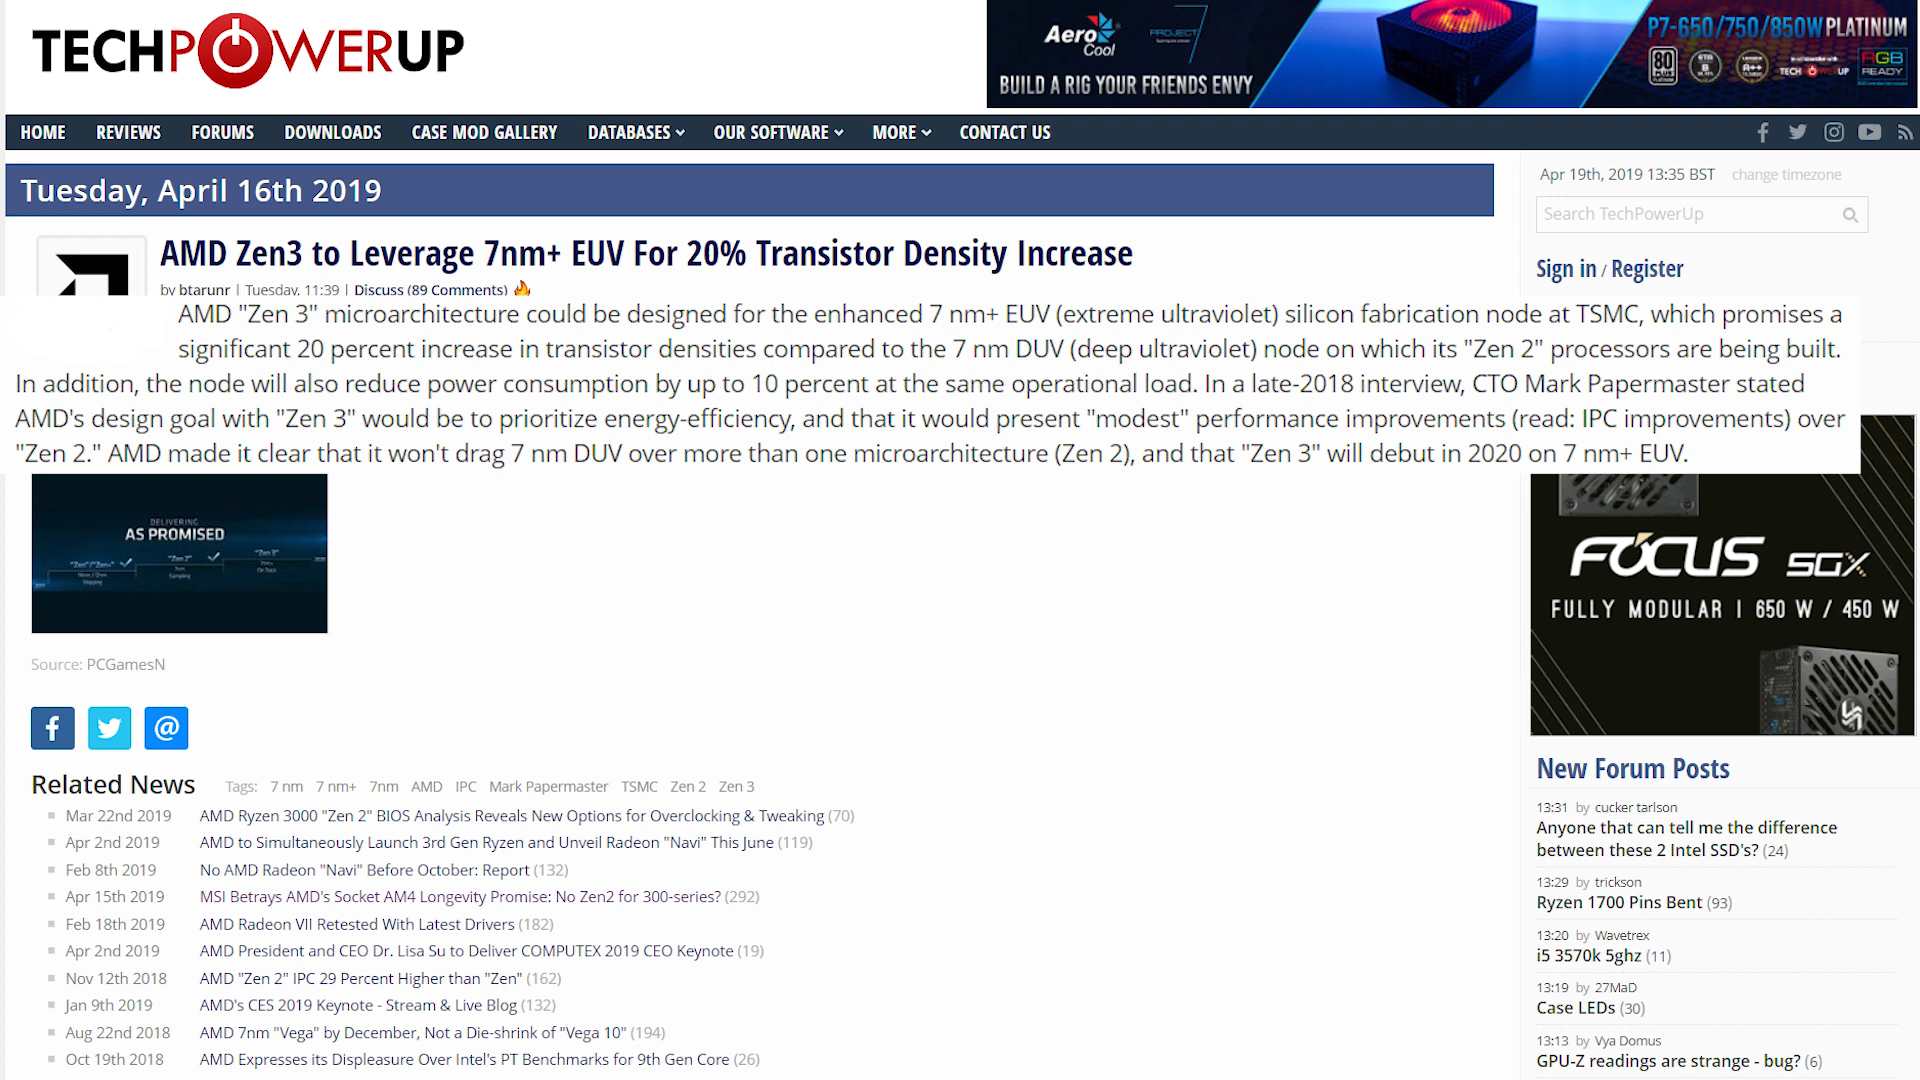 TECHPOWERUP
Aero Cool
PROJECT 7
BUILD A RIG YOUR FRIENDS ENVY
P7-650/750/850W PLATINUM
80
TECHPOWERUP
RGB READY
HOME REVIEWS FORUMS DOWNLOADS CASE MOD GALLERY DATABASES OUR SOFTWARE MORE CONTACT US
Tuesday, April 16th 2019
Apr 19th, 2019 13:35 BST change timezone
Search TechPowerUp
Sign in / Register
AMD Zen3 to Leverage 7nm+ EUV For 20% Transistor Density Increase
by btarunr | Tuesday, 11:39 | Discuss (89 Comments)
AMD "Zen 3" microarchitecture could be designed for the enhanced 7 nm+ EUV (extreme ultraviolet) silicon fabrication node at TSMC, which promises a
significant 20 percent increase in transistor densities compared to the 7 nm DUV (deep ultraviolet) node on which its "Zen 2" processors are being built.
In addition, the node will also reduce power consumption by up to 10 percent at the same operational load. In a late-2018 interview, CTO Mark Papermaster stated
AMD's design goal with "Zen 3" would be to prioritize energy-efficiency, and that it would present "modest" performance improvements (read: IPC improvements) over
"Zen 2." AMD made it clear that it won't drag 7 nm DUV over more than one microarchitecture (Zen 2), and that "Zen 3" will debut in 2020 on 7 nm+ EUV.
DELIVERING
AS PROMISED
"Zen"/"Zen+" "Zen 2" "Zen 3"
Source: PCGamesN
Related News Tags: 7 nm 7 nm+ 7nm AMD IPC Mark Papermaster TSMC Zen 2 Zen 3
Mar 22nd 2019 AMD Ryzen 3000 "Zen 2" BIOS Analysis Reveals New Options for Overclocking & Tweaking (70)
Apr 2nd 2019 AMD to Simultaneously Launch 3rd Gen Ryzen and Unveil Radeon "Navi" This June (119)
Feb 8th 2019 No AMD Radeon "Navi" Before October: Report (132)
Apr 15th 2019 MSI Betrays AMD's Socket AM4 Longevity Promise: No Zen2 for 300-series? (292)
Feb 18th 2019 AMD Radeon VII Retested With Latest Drivers (182)
Apr 2nd 2019 AMD President and CEO Dr. Lisa Su to Deliver COMPUTEX 2019 CEO Keynote (19)
Nov 12th 2018 AMD "Zen 2" IPC 29 Percent Higher than "Zen" (162)
Jan 9th 2019 AMD's CES 2019 Keynote - Stream & Live Blog (132)
Aug 22nd 2018 AMD 7nm "Vega" by December, Not a Die-shrink of "Vega 10" (194)
Oct 19th 2018 AMD Expresses its Displeasure Over Intel's PT Benchmarks for 9th Gen Core (26)
FOCUS SGX
FULLY MODULAR | 650 W / 450 W
New Forum Posts
13:31 by cucker tarlson
Anyone that can tell me the difference
between these 2 Intel SSD's? (24)
13:29 by trickson
Ryzen 1700 Pins Bent (93)
13:20 by Wavetrex
i5 3570k 5ghz (11)
13:19 by 27MaD
Case LEDs (30)
13:13 by Vya Domus
GPU-Z readings are strange - bug? (6)